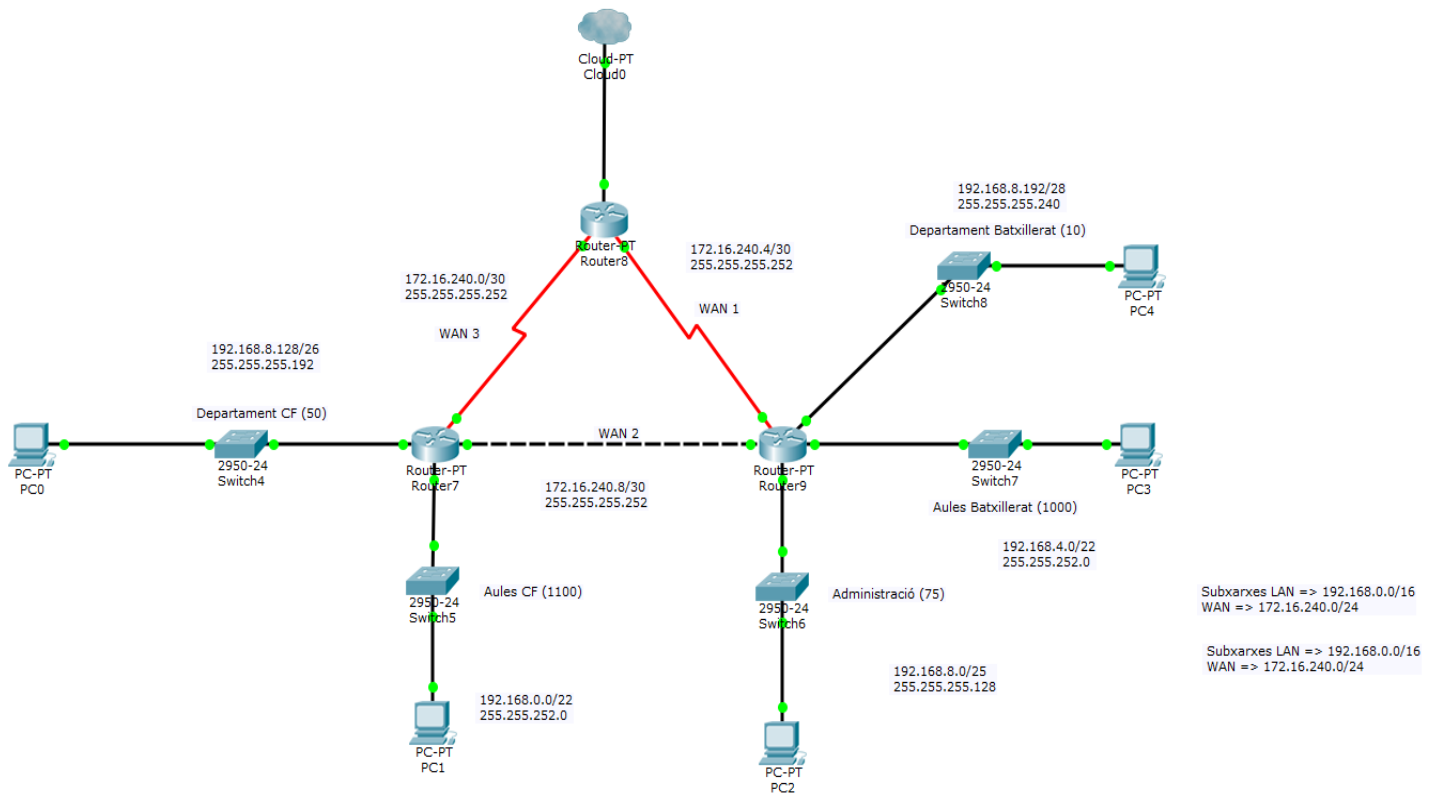 Cloud-PT
Cloud0
Router-PT
Router8
192.168.8.192/28
255.255.255.240
Departament Batxillerat (10)
172.16.240.4/30
255.255.255.252
172.16.240.0/30
255.255.255.252
2950-24
Switch8
PC-PT
PC4
WAN 1
WAN 3
192.168.8.128/26
255.255.255.192
Departament CF (50)
WAN 2
PC-PT
PC0
2950-24
Switch4
Router-PT
Router7
Router-PT
Router9
2950-24
Switch7
PC-PT
PC3
172.16.240.8/30
255.255.255.252
Aules Batxillerat (1000)
192.168.4.0/22
255.255.252.0
2950-24
Switch5
Aules CF (1100)
2950-24
Switch6
Administració (75)
Subxarxes LAN => 192.168.0.0/16
WAN => 172.16.240.0/24
Subxarxes LAN => 192.168.0.0/16
WAN => 172.16.240.0/24
192.168.8.0/25
255.255.255.128
192.168.0.0/22
255.255.252.0
PC-PT
PC1
PC-PT
PC2